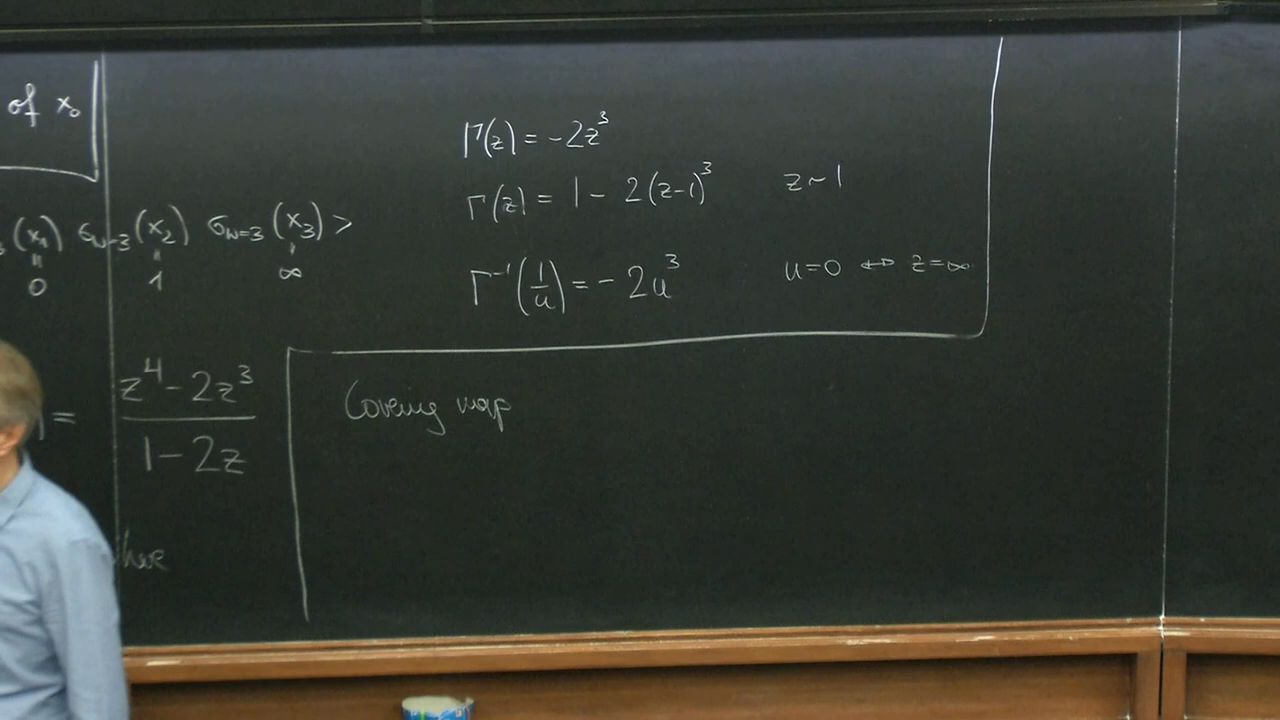 of x₀
(x₁) σ_{w=3}(x₂) σ_{w=3}(x₃) >
" " "
0 1 ∞
= \frac{z⁴ - 2z³}{1 - 2z}
Γ(z) = -2z³
Γ(z) = 1 - 2(z-1)³ z~1
Γ⁻¹(1/u) = -2u³ u=0 ↔ z=∞
Covering map